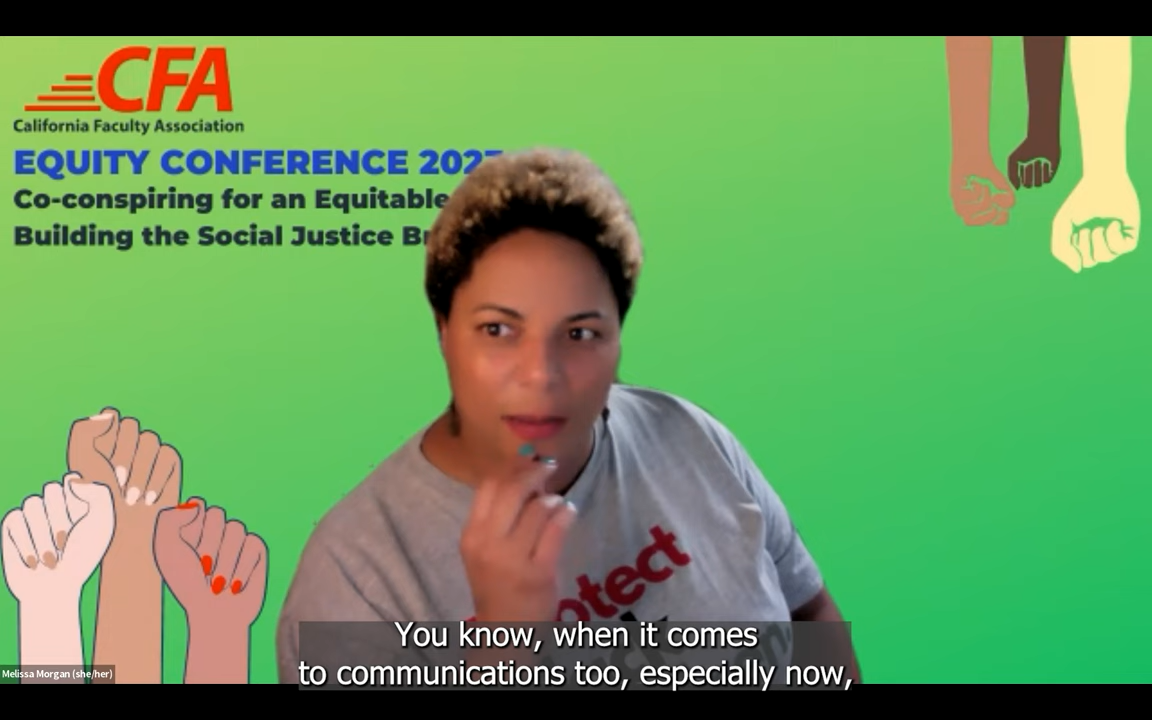 CFA
California Faculty Association
EQUITY CONFERENCE
Co-conspiring for an Equitable
Building the Social Justice
Melissa Morgan (she/her)
You know, when it comes
to communications too, especially now,